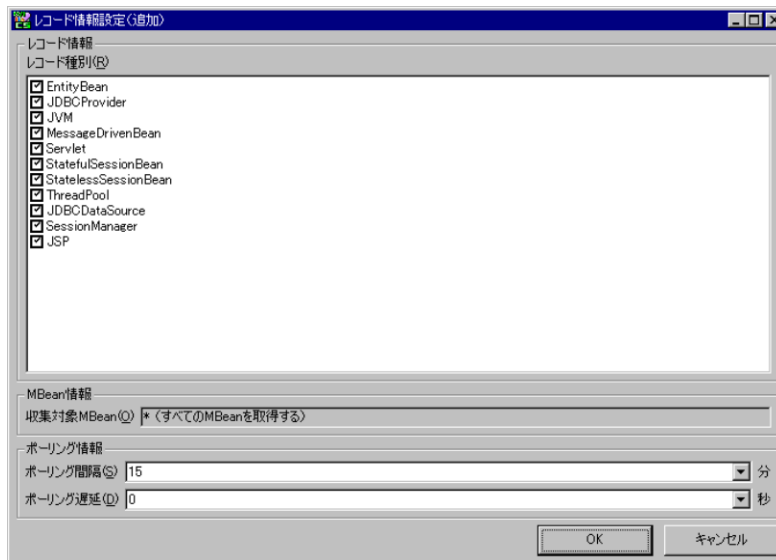 レコード情報設定(追加)
レコード情報
レコード種別(R)
EntityBean
JDBCProvider
JVM
MessageDrivenBean
Servlet
StatefulSessionBean
StatelessSessionBean
ThreadPool
JDBCDataSource
SessionManager
JSP
MBean情報
収集対象MBean(O) *(すべてのMBeanを取得する)
ポーリング情報
ポーリング間隔(S) 15 分
ポーリング遅延(D) 0 秒
OK キャンセル